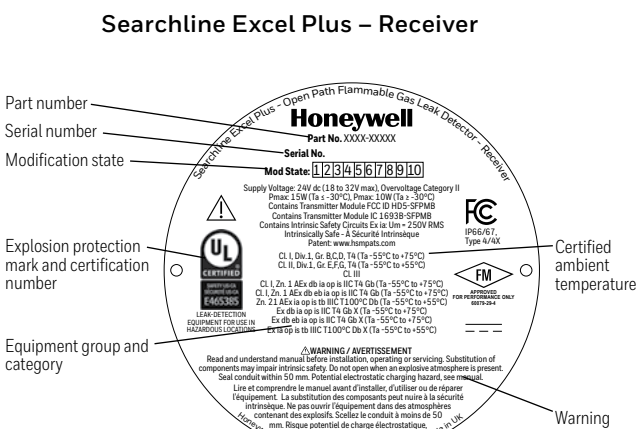 Searchline Excel Plus – Receiver
Searchline Excel Plus - Open Path Flammable Gas Leak Detector - Receiver
Part number
Serial number
Modification state
Explosion protection
mark and certification
number
Equipment group and
category
Honeywell
Part No. XXXX-XXXXX
Serial No.
Mod State: 1 2 3 4 5 6 7 8 9 10
Supply Voltage: 24V dc (18 to 32V max), Overvoltage Category II
Pmax: 15W (Ta ≤ -30°C), Pmax: 10W (Ta ≥ -30°C)
Contains Transmitter Module FCC ID HD5-SFPMB
Contains Transmitter Module IC 1693B-SFPMB
Contains Intrinsic Safety Circuits Ex ia: Um = 250V RMS
Intrinsically Safe - À Sécurité Intrinsèque
Patent: www.hsmpats.com
Cl. I, Div.1, Gr. B,C,D, T4 (Ta -55°C to +75°C)
Cl. II, Div.1, Gr. E,F,G, T4 (Ta -55°C to +55°C)
Cl. III
Cl. I, Zn. 1 AEx db ia op is IIC T4 Gb (Ta -55°C to +75°C)
Cl. I, Zn. 1 AEx db eb ia op is IIC T4 Gb (Ta -55°C to +75°C)
Zn. 21 AEx ia op is tb IIIC T100°C Db (Ta -55°C to +55°C)
Ex db ia op is IIC T4 Gb X (Ta -55°C to +75°C)
Ex db eb ia op is IIC T4 Gb X (Ta -55°C to +75°C)
Ex ia op is tb IIIC T100°C Db X (Ta -55°C to +55°C)
UL
CERTIFIED
SAFETY US-CA
SÉCURITÉ US-CA
E465385
LEAK-DETECTION
EQUIPMENT FOR USE IN
HAZARDOUS LOCATIONS
FC
IP66/67,
Type 4/4X
FM
APPROVED
FOR PERFORMANCE ONLY
60079-29-4
Certified
ambient
temperature
WARNING / AVERTISSEMENT
Read and understand manual before installation, operating or servicing. Substitution of
components may impair intrinsic safety. Do not open when an explosive atmosphere is present.
Seal conduit within 50 mm. Potential electrostatic charging hazard, see manual.
Lire et comprendre le manuel avant d'installer, d'utiliser ou de réparer
l'équipement. La substitution des composants peut nuire à la sécurité
intrinsèque. Ne pas ouvrir l'équipement dans des atmosphères
contenant des explosifs. Scellez le conduit à moins de 50
mm. Risque potentiel de charge électrostatique,
Honeyw
in UK
Warning